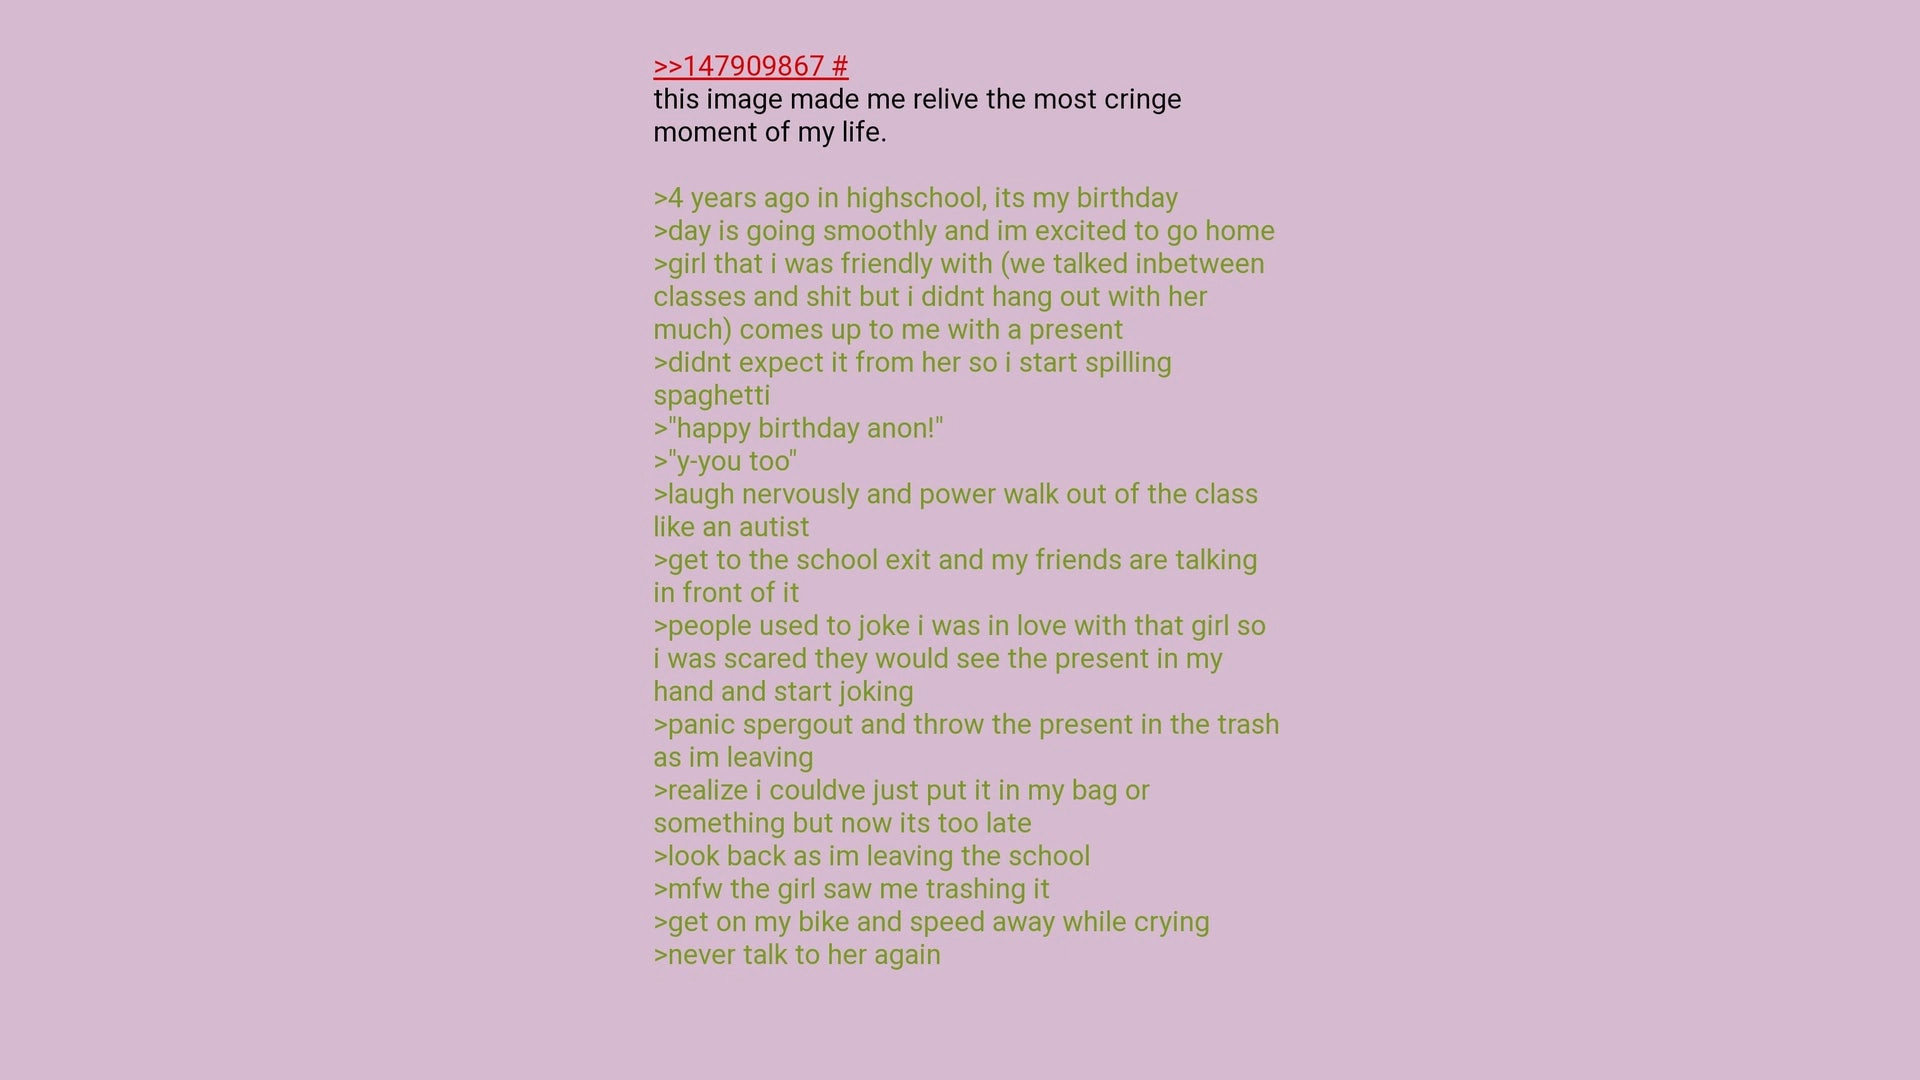 >>147909867 #
this image made me relive the most cringe
moment of my life.
>4 years ago in highschool, its my birthday
>day is going smoothly and im excited to go home
>girl that i was friendly with (we talked inbetween
classes and shit but i didnt hang out with her
much) comes up to me with a present
>didnt expect it from her so i start spilling
spaghetti
>"happy birthday anon!"
>"y-you too"
>laugh nervously and power walk out of the class
like an autist
>get to the school exit and my friends are talking
in front of it
>people used to joke i was in love with that girl so
i was scared they would see the present in my
hand and start joking
>panic spergout and throw the present in the trash
as im leaving
>realize i couldve just put it in my bag or
something but now its too late
>look back as im leaving the school
>mfw the girl saw me trashing it
>get on my bike and speed away while crying
>never talk to her again